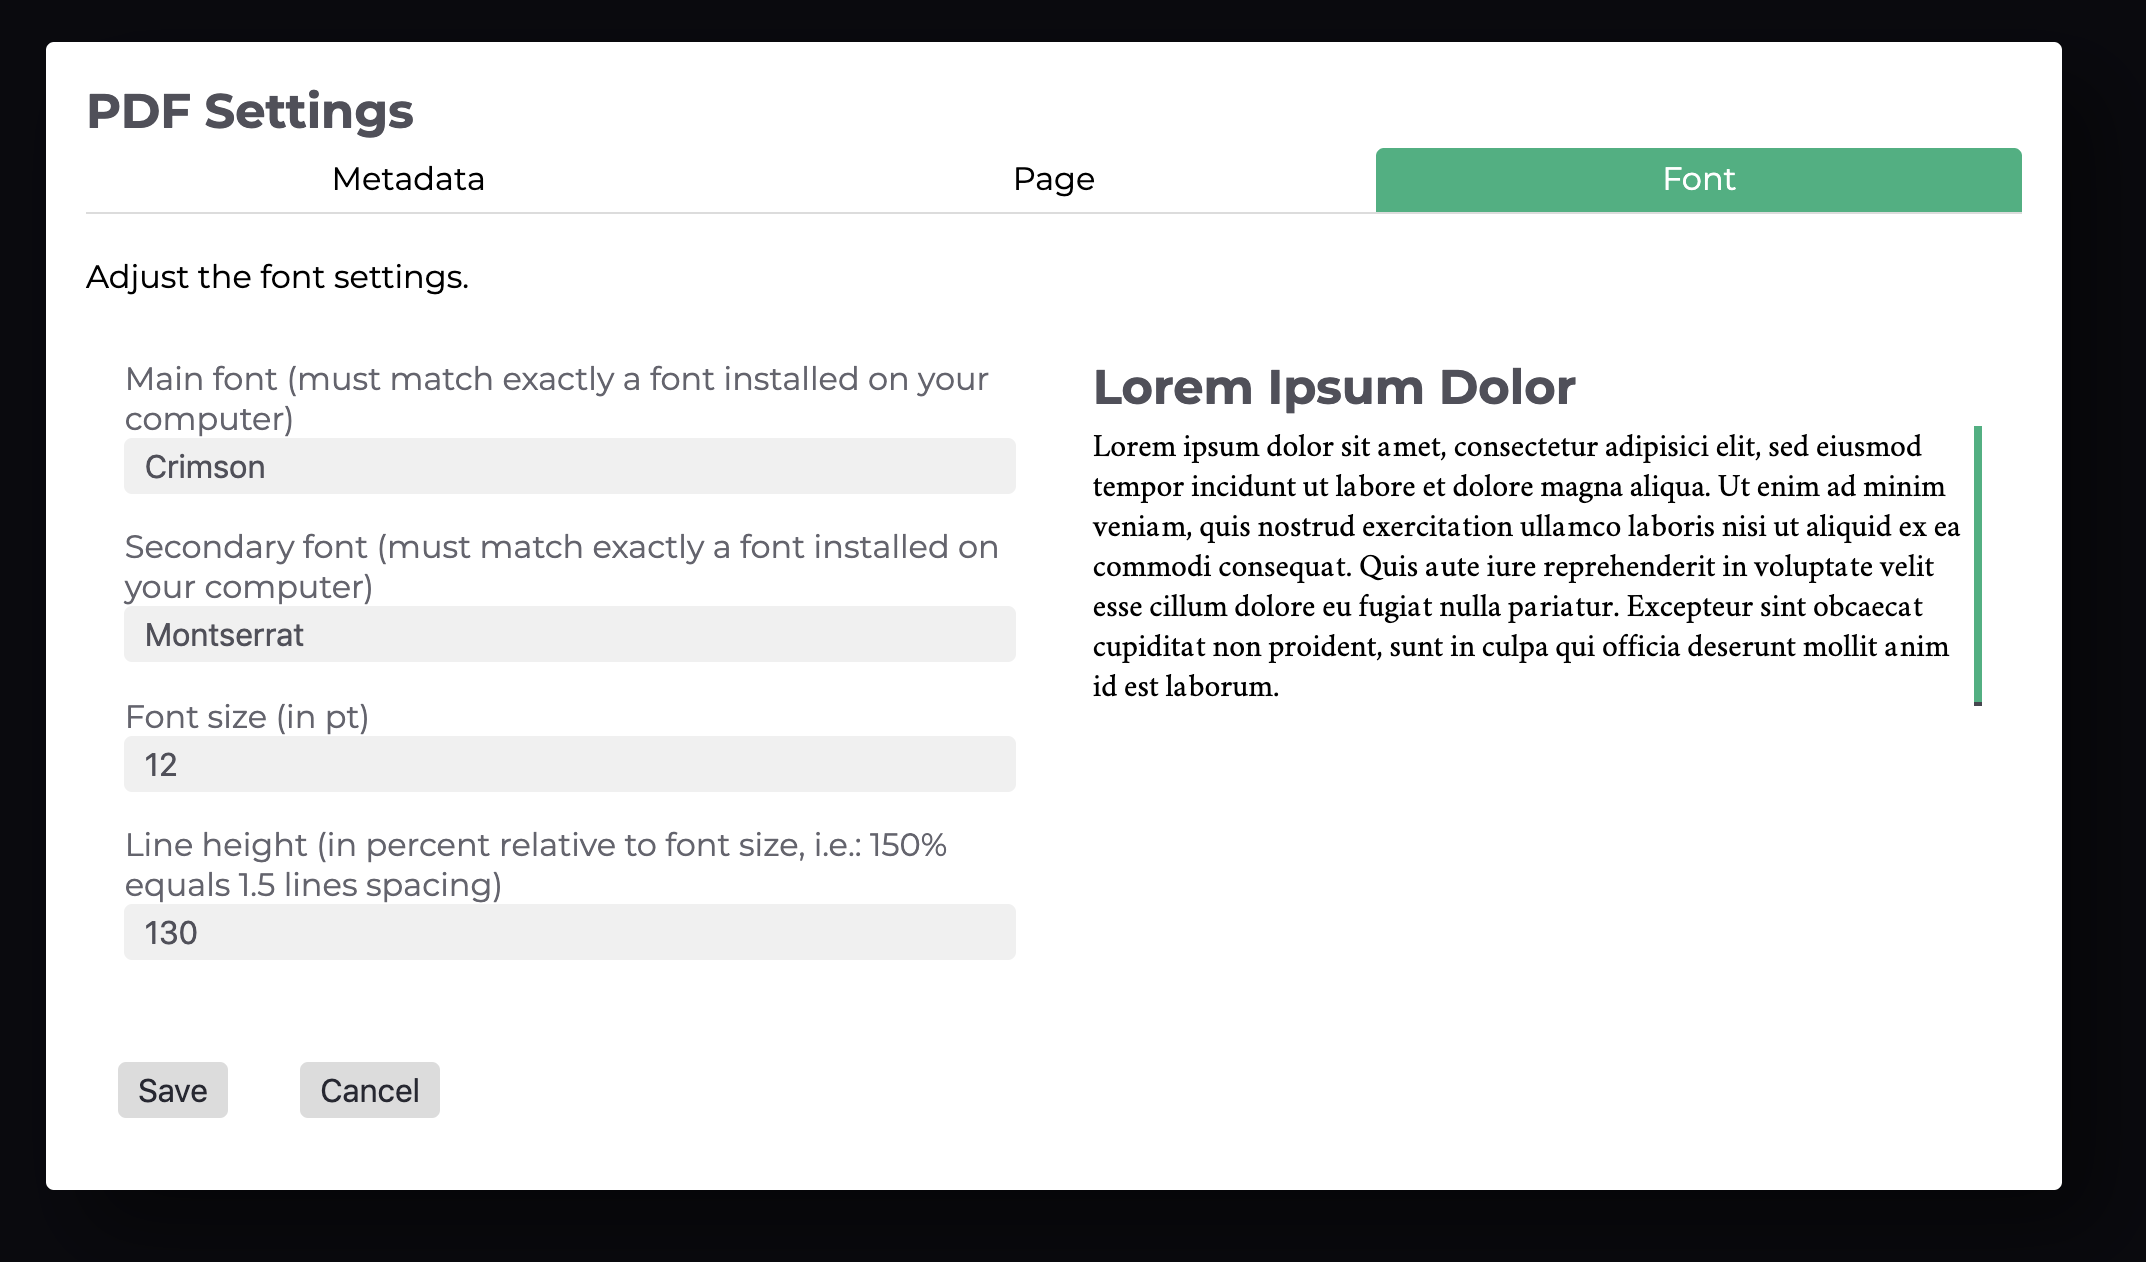 PDF Settings
Metadata Page Font
Adjust the font settings.
Main font (must match exactly a font installed on your
computer)
Crimson
Secondary font (must match exactly a font installed on
your computer)
Montserrat
Font size (in pt)
12
Line height (in percent relative to font size, i.e.: 150%
equals 1.5 lines spacing)
130
Lorem Ipsum Dolor
Lorem ipsum dolor sit amet, consectetur adipisici elit, sed eiusmod
tempor incidunt ut labore et dolore magna aliqua. Ut enim ad minim
veniam, quis nostrud exercitation ullamco laboris nisi ut aliquid ex ea
commodi consequat. Quis aute iure reprehenderit in voluptate velit
esse cillum dolore eu fugiat nulla pariatur. Excepteur sint obcaecat
cupiditat non proident, sunt in culpa qui officia deserunt mollit anim
id est laborum.
Save Cancel